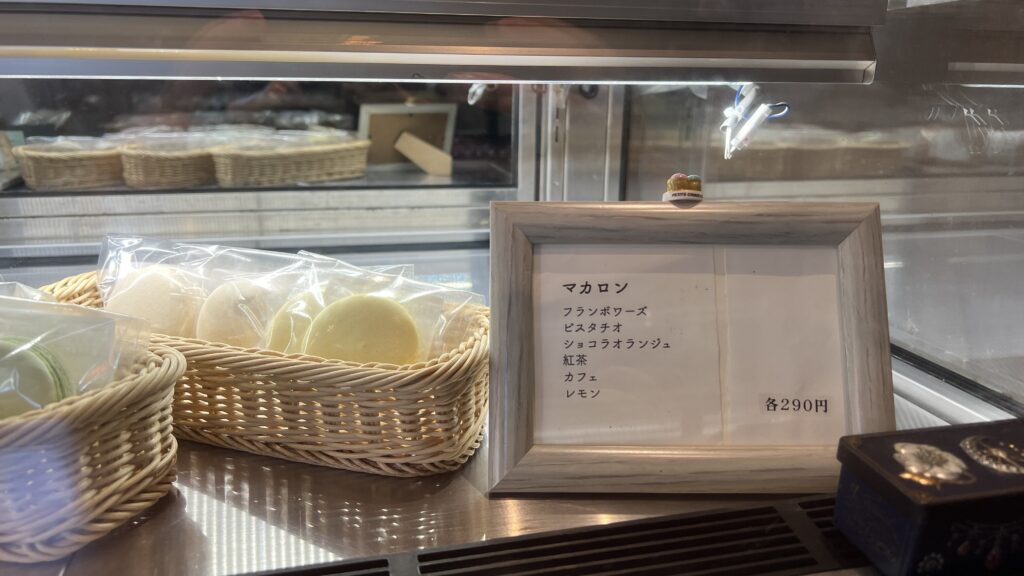 マカロン
フランボワーズ
ピスタチオ
ショコラオランジュ
紅茶
カフェ
レモン
各290円